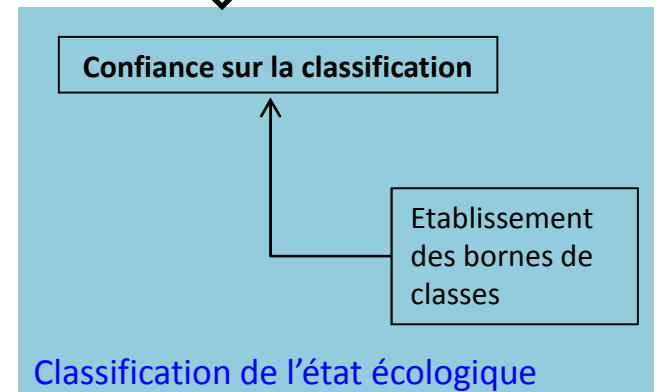 Confiance sur la classification
Etablissement
des bornes de
classes
Classification de l’état écologique